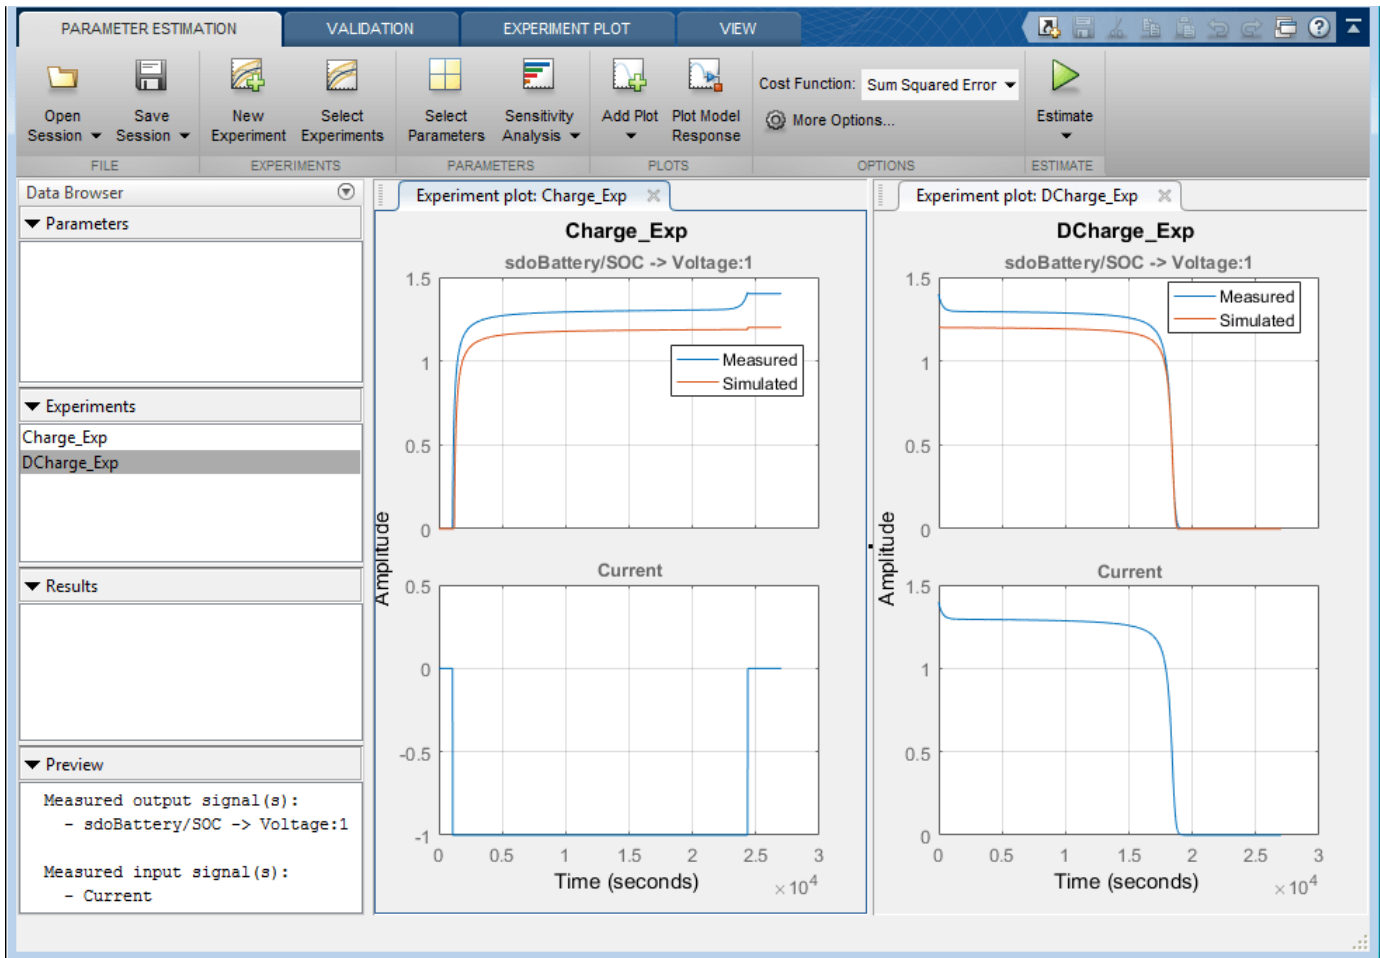 PARAMETER ESTIMATION
VALIDATION
EXPERIMENT PLOT
VIEW
?
Open
Session
Save
Session
New
Experiment
Select
Experiments
Select
Parameters
Sensitivity
Analysis
Add Plot
Plot Model
Response
Cost Function: Sum Squared Error
More Options...
Estimate
FILE
EXPERIMENTS
PARAMETERS
PLOTS
OPTIONS
ESTIMATE
Data Browser
Parameters
Experiments
Charge_Exp
DCharge_Exp
Results
Preview
Measured output signal(s):
- sdoBattery/SOC -> Voltage:1
Measured input signal(s):
- Current
Experiment plot: Charge_Exp
Charge_Exp
sdoBattery/SOC -> Voltage:1
1.5
1
0.5
0
Measured
Simulated
Amplitude
Current
0.5
0
-0.5
-1
0 0.5 1 1.5 2 2.5 3
Time (seconds)
×10^4
Experiment plot: DCharge_Exp
DCharge_Exp
sdoBattery/SOC -> Voltage:1
1.5
1
0.5
0
Measured
Simulated
Amplitude
Current
1.5
1
0.5
0
0 0.5 1 1.5 2 2.5 3
Time (seconds)
×10^4